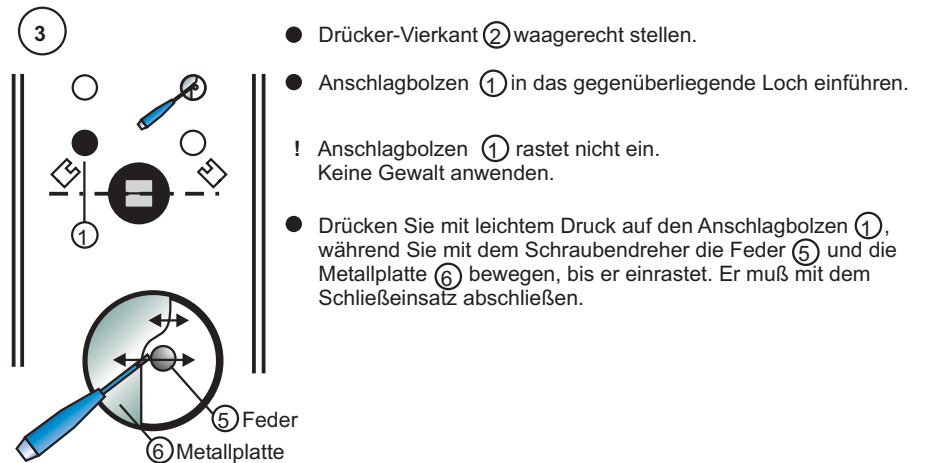 3
● Drücker-Vierkant ② waagerecht stellen.
● Anschlagbolzen ① in das gegenüberliegende Loch einführen.
! Anschlagbolzen ① rastet nicht ein.
Keine Gewalt anwenden.
● Drücken Sie mit leichtem Druck auf den Anschlagbolzen ①,
während Sie mit dem Schraubendreher die Feder ⑤ und die
Metallplatte ⑥ bewegen, bis er einrastet. Er muß mit dem
Schließeinsatz abschließen.
①
⑤ Feder
⑥ Metallplatte